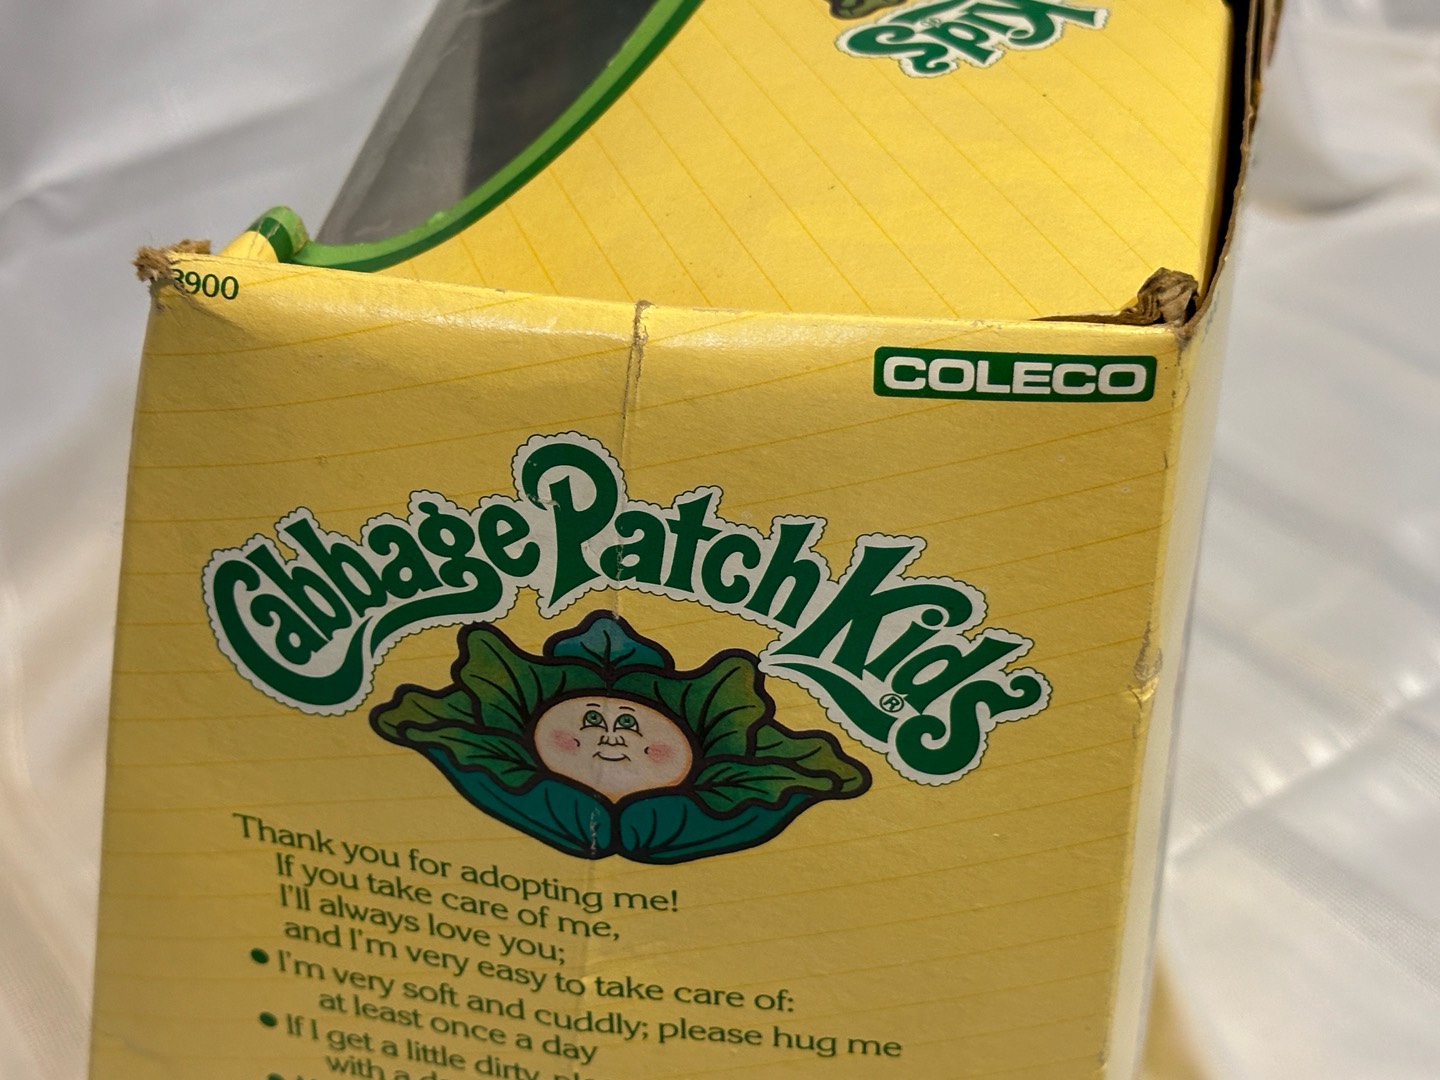 Kids
®
3900
COLECO
Cabbage Patch Kids
®
Thank you for adopting me!
If you take care of me,
I'll always love you;
and I'm very easy to take care of:
• I'm very soft and cuddly; please hug me
at least once a day
• If I get a little dirty,
with a